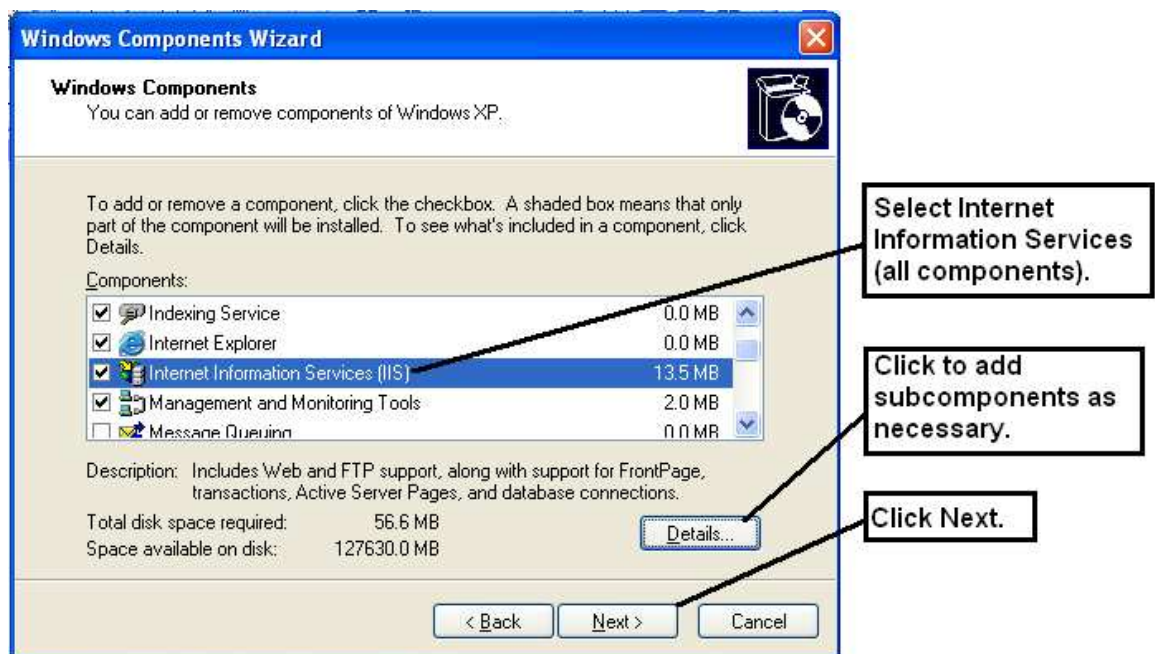 Windows Components Wizard
Windows Components
You can add or remove components of Windows XP.
To add or remove a component, click the checkbox. A shaded box means that only
part of the component will be installed. To see what's included in a component, click
Details.
Components:
Indexing Service 0.0 MB
Internet Explorer 0.0 MB
Internet Information Services (IIS) 13.5 MB
Management and Monitoring Tools 2.0 MB
Message Queuing 0.0 MB
Description: Includes Web and FTP support, along with support for FrontPage,
transactions, Active Server Pages, and database connections.
Total disk space required: 56.6 MB
Space available on disk: 127630.0 MB
Details...
< Back
Next >
Cancel
Select Internet
Information Services
(all components).
Click to add
subcomponents as
necessary.
Click Next.